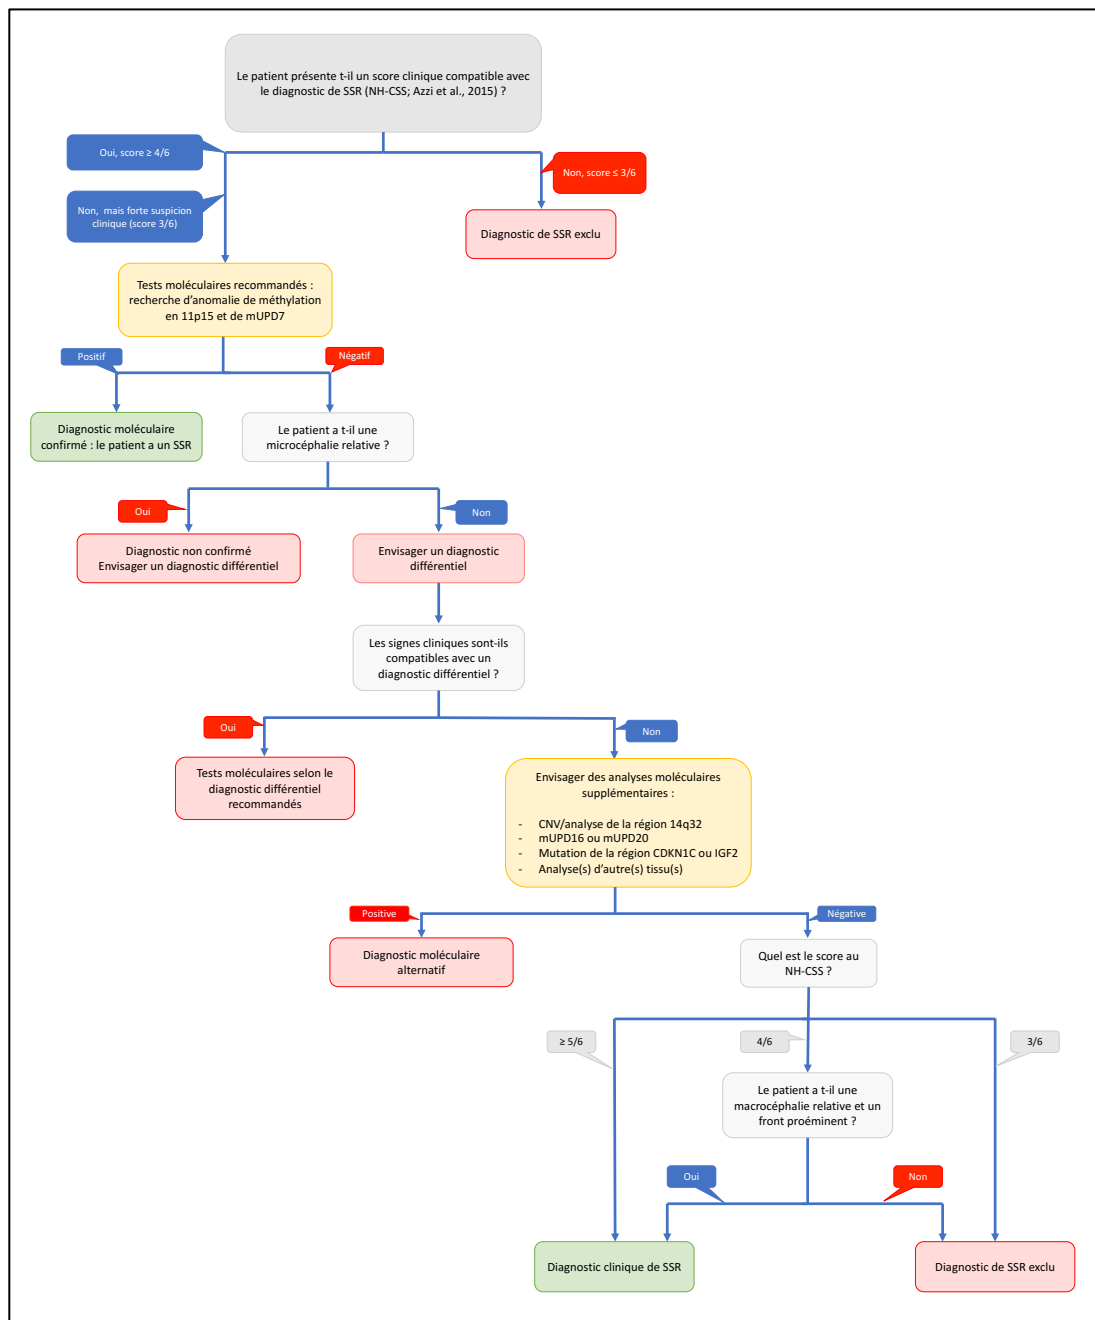 Le patient présente t-il un score clinique compatible avec
le diagnostic de SSR (NH-CSS; Azzi et al., 2015) ?
Oui, score ≥ 4/6
Non, score ≤ 3/6
Non, mais forte suspicion
clinique (score 3/6)
Diagnostic de SSR exclu
Tests moléculaires recommandés :
recherche d'anomalie de méthylation
en 11p15 et de mUPD7
Positif
Négatif
Diagnostic moléculaire
confirmé : le patient a un SSR
Le patient a t-il une
microcéphalie relative ?
Oui
Non
Diagnostic non confirmé
Envisager un diagnostic différentiel
Envisager un diagnostic
différentiel
Les signes cliniques sont-ils
compatibles avec un
diagnostic différentiel ?
Oui
Non
Tests moléculaires selon le
diagnostic différentiel
recommandés
Envisager des analyses moléculaires
supplémentaires :
- CNV/analyse de la région 14q32
- mUPD16 ou mUPD20
- Mutation de la région CDKN1C ou IGF2
- Analyse(s) d'autre(s) tissu(s)
Positive
Négative
Diagnostic moléculaire
alternatif
Quel est le score au
NH-CSS ?
≥ 5/6
4/6
3/6
Le patient a t-il une
macrocéphalie relative et un
front proéminent ?
Oui
Non
Diagnostic clinique de SSR
Diagnostic de SSR exclu